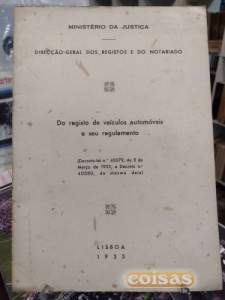 MINISTÉRIO DA JUSTIÇA
DIRECÇÃO-GERAL DOS REGISTOS E DO NOTARIADO
Do registo de veículos automóveis
e seu regulamento
(Decreto-lei n.º 40079, de 8 de
Março de 1955, e Decreto n.º
40080, da mesma data)
LISBOA
1955
coisas